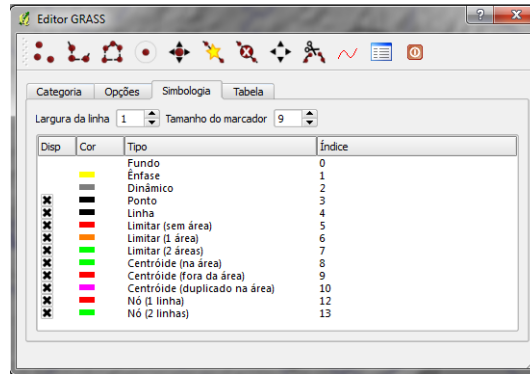 Editor GRASS
Categoria Opções Simbologia Tabela
Largura da linha 1 Tamanho do marcador 9
Disp Cor Tipo Índice
Fundo 0
Ênfase 1
Dinâmico 2
Ponto 3
Linha 4
Limitar (sem área) 5
Limitar (1 área) 6
Limitar (2 áreas) 7
Centróide (na área) 8
Centróide (fora da área) 9
Centróide (duplicado na área) 10
Nó (1 linha) 12
Nó (2 linhas) 13